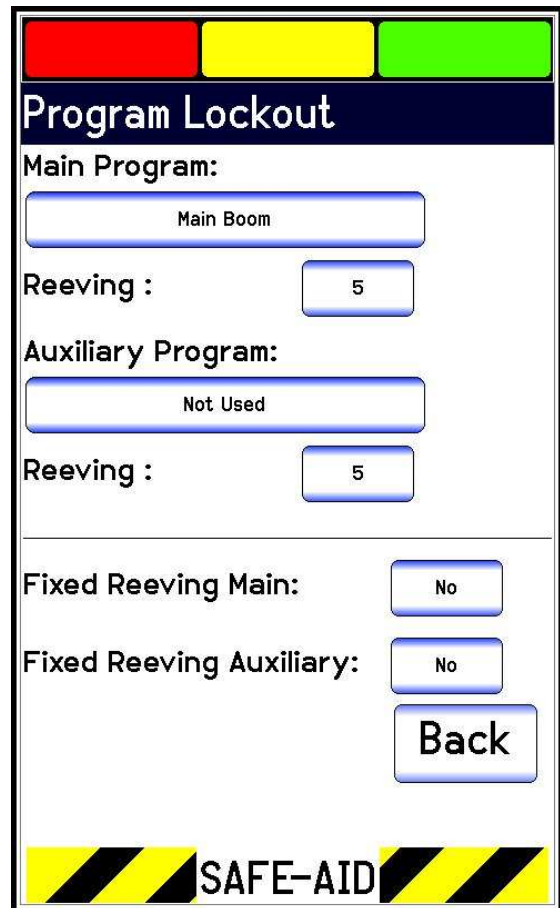 Program Lockout
Main Program:
Main Boom
Reeving : 5
Auxiliary Program:
Not Used
Reeving : 5
Fixed Reeving Main: No
Fixed Reeving Auxiliary: No
Back
SAFE-AID